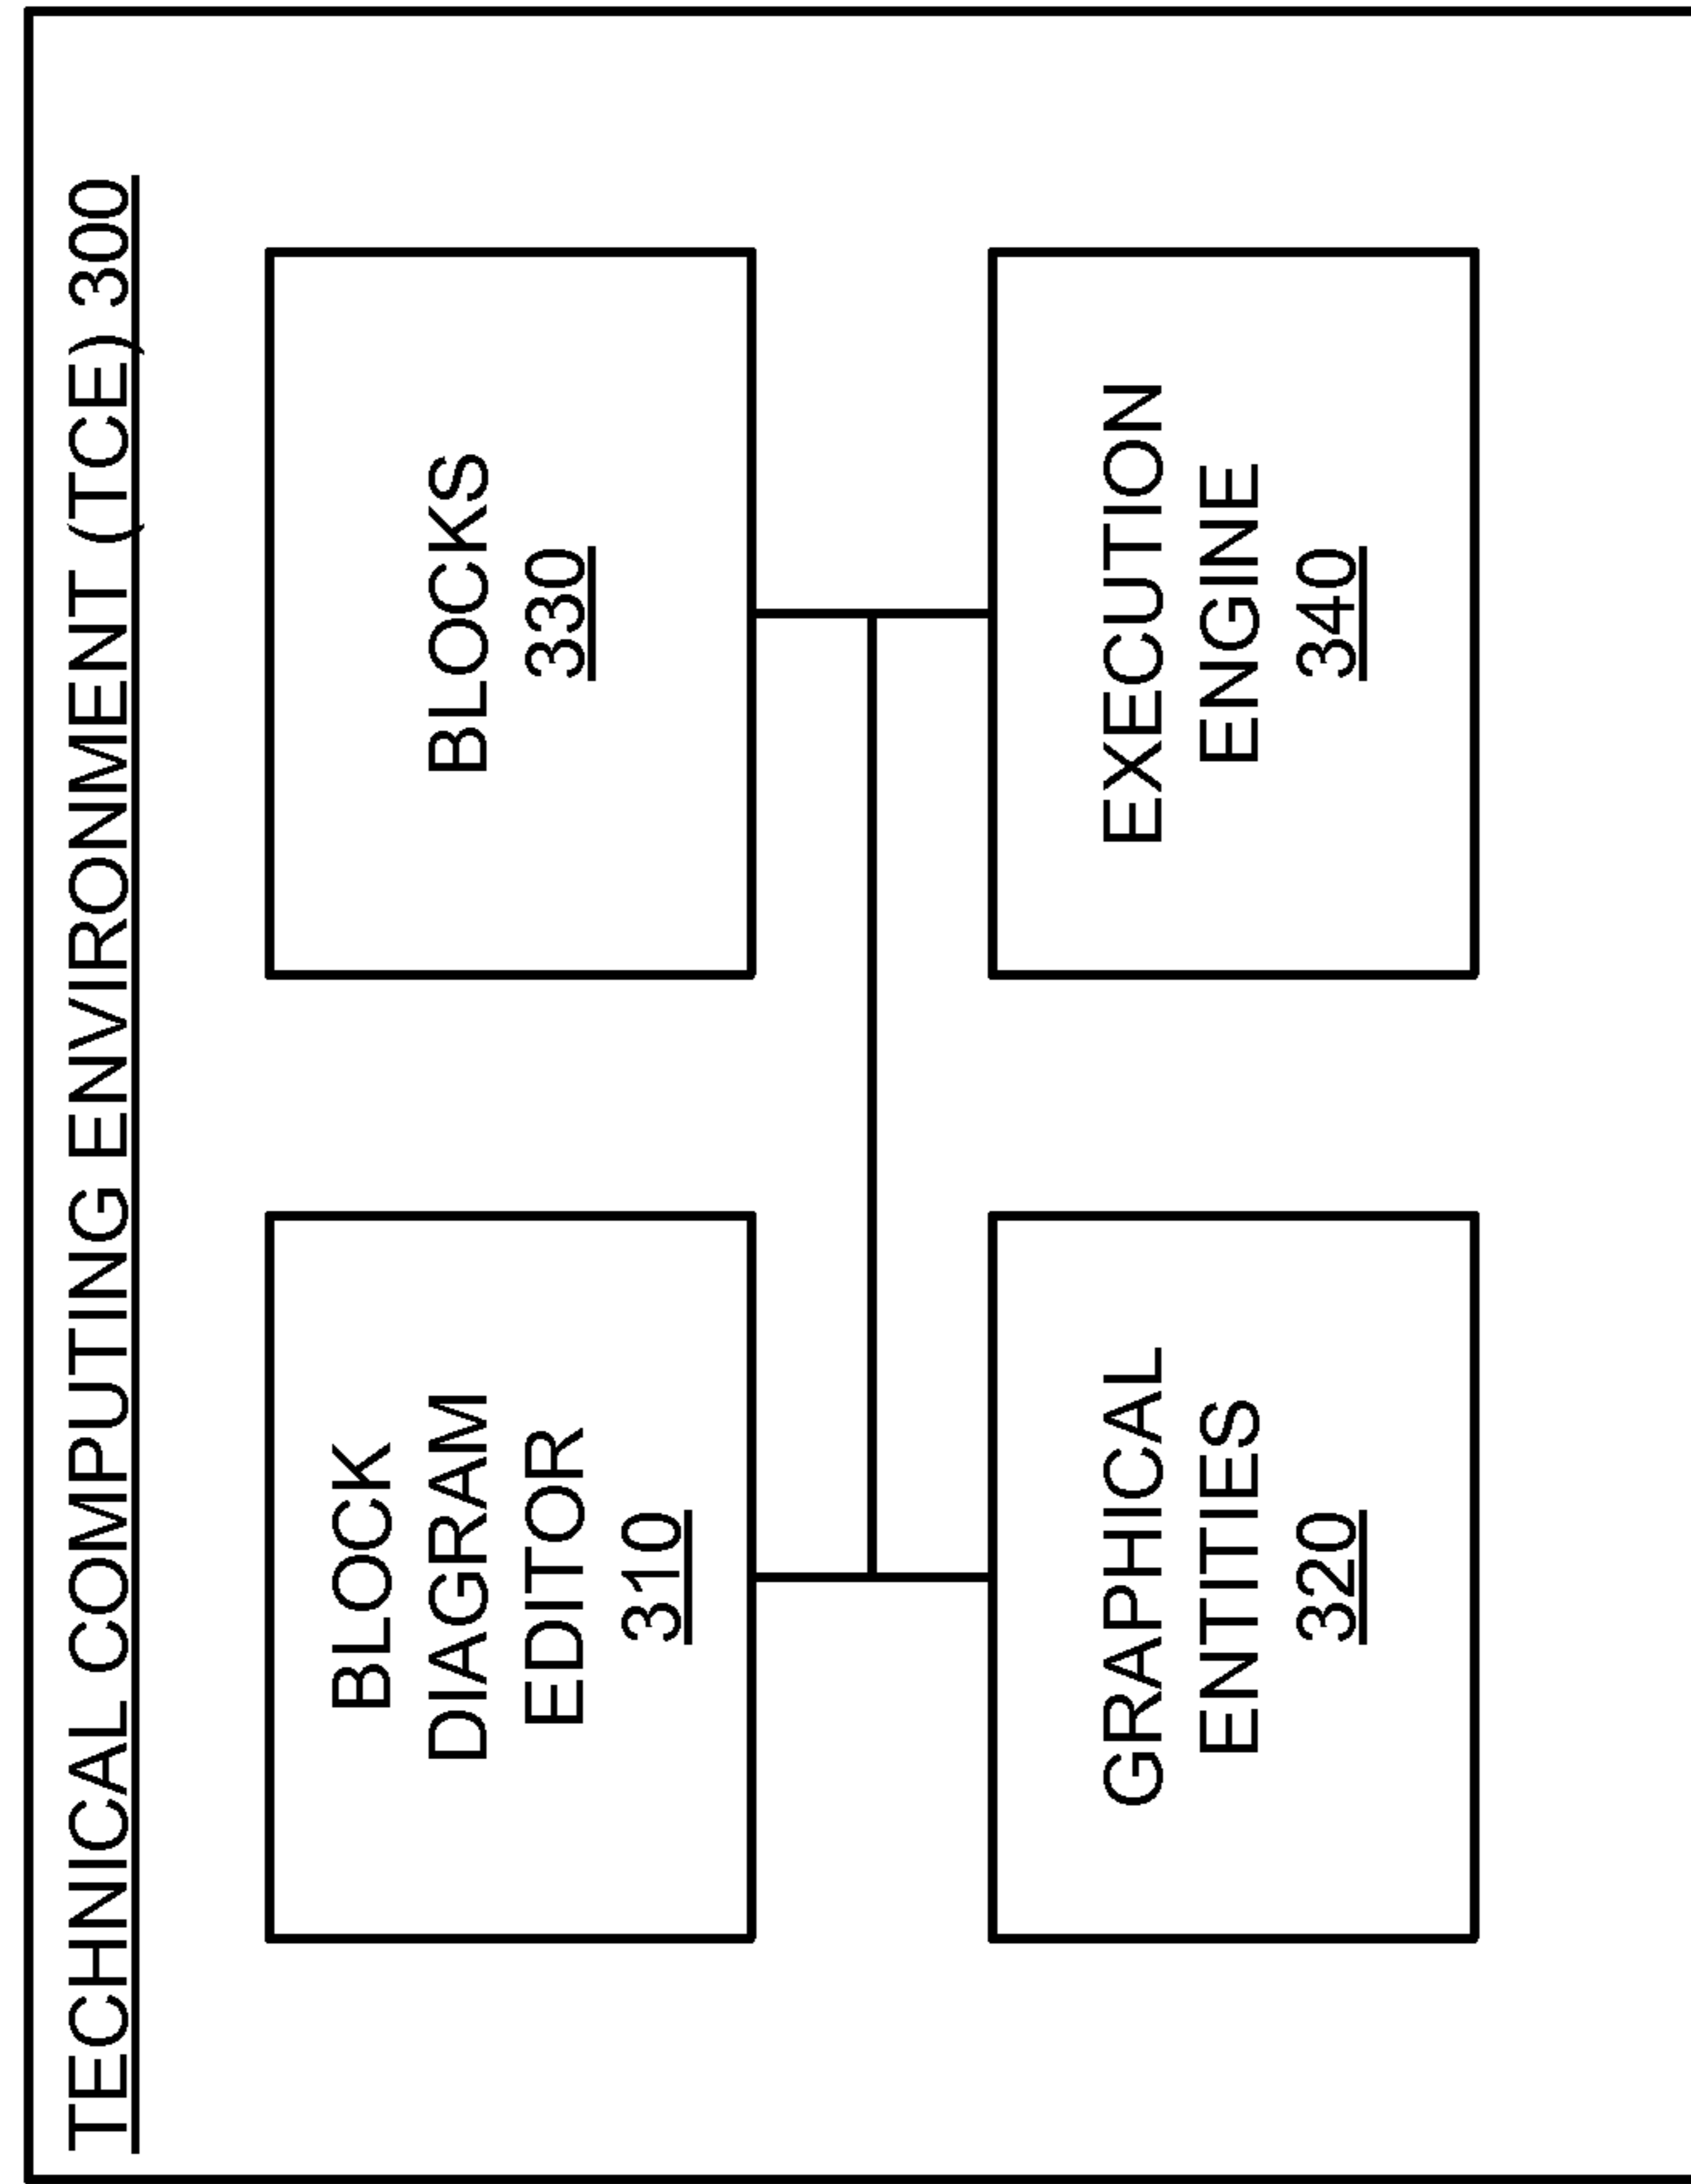 TECHNICAL COMPUTING ENVIRONMENT (TCE) 300
BLOCK
DIAGRAM
EDITOR
310
BLOCKS
330
GRAPHICAL
ENTITIES
320
EXECUTION
ENGINE
340